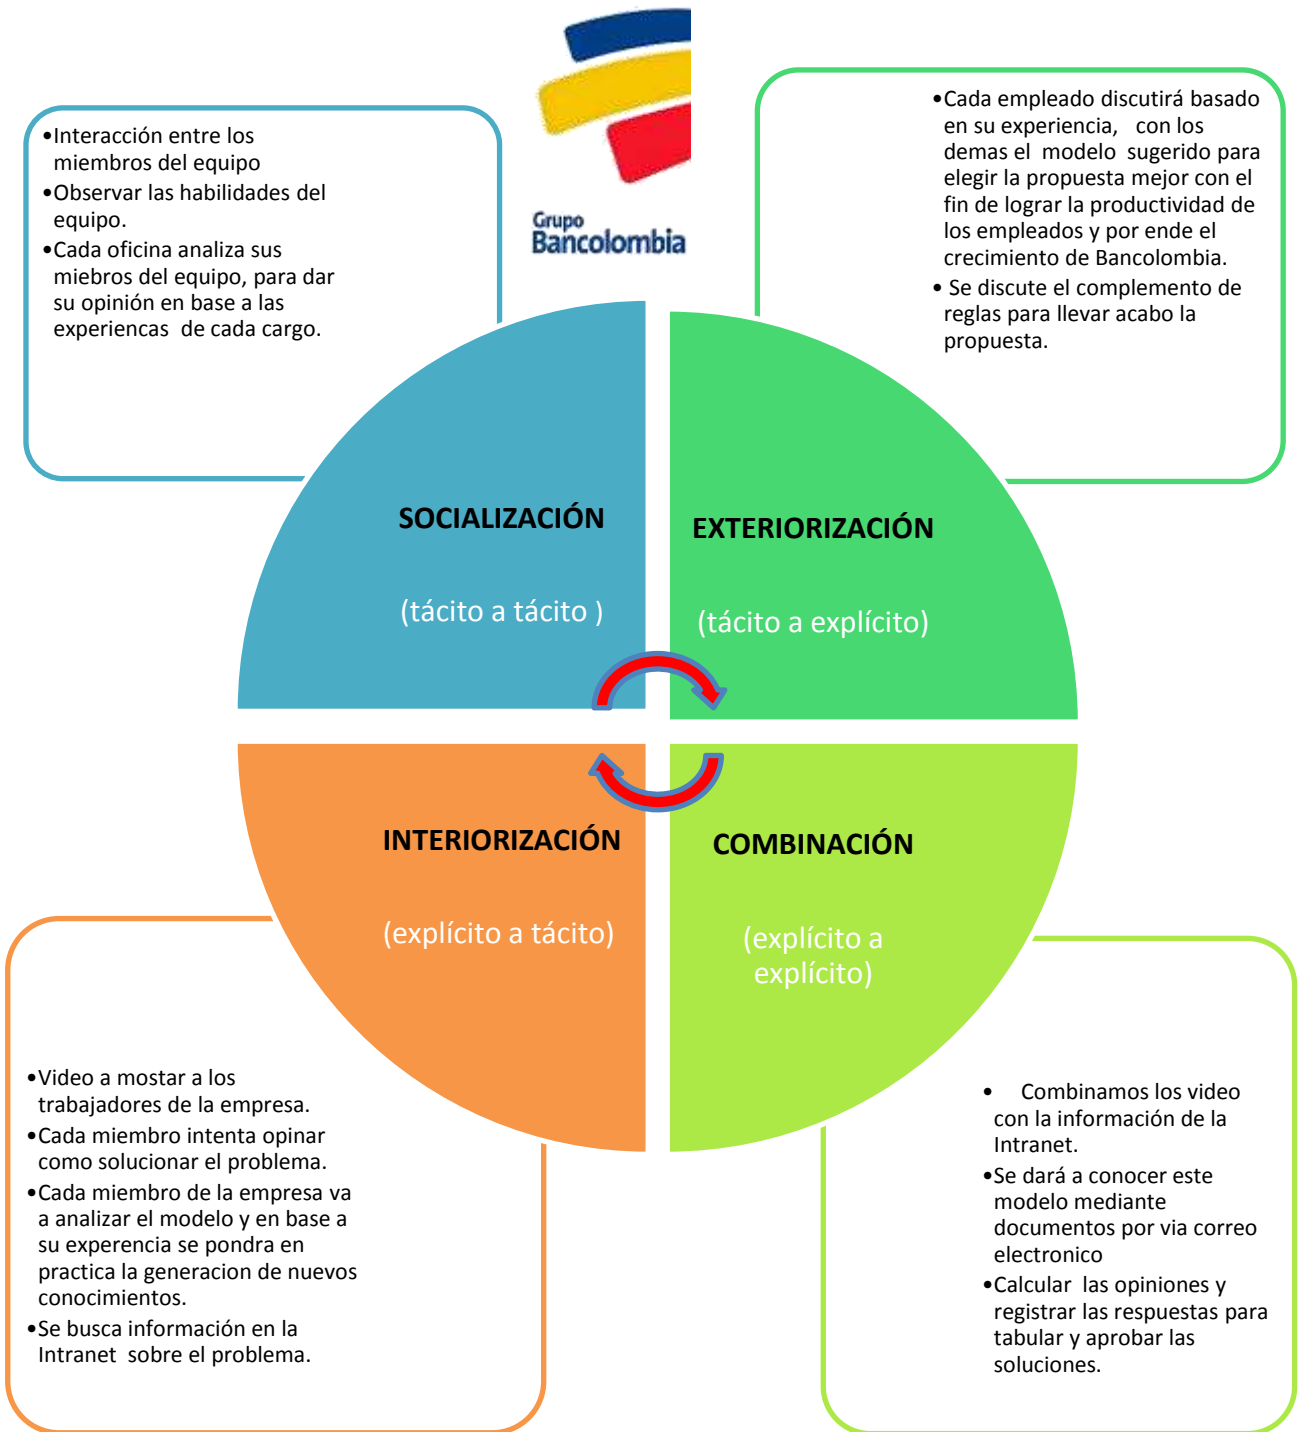 Grupo
Bancolombia
•Interacción entre los
miembros del equipo
•Observar las habilidades del
equipo.
•Cada oficina analiza sus
miebros del equipo, para dar
su opinión en base a las
experiencas de cada cargo.
•Cada empleado discutirá basado
en su experiencia, con los
demas el modelo sugerido para
elegir la propuesta mejor con el
fin de lograr la productividad de
los empleados y por ende el
crecimiento de Bancolombia.
• Se discute el complemento de
reglas para llevar acabo la
propuesta.
SOCIALIZACIÓN
(tácito a tácito )
EXTERIORIZACIÓN
(tácito a explícito)
INTERIORIZACIÓN
(explícito a tácito)
COMBINACIÓN
(explícito a
explícito)
•Video a mostar a los
trabajadores de la empresa.
•Cada miembro intenta opinar
como solucionar el problema.
•Cada miembro de la empresa va
a analizar el modelo y en base a
su experencia se pondra en
practica la generacion de nuevos
conocimientos.
•Se busca información en la
Intranet sobre el problema.
• Combinamos los video
con la información de la
Intranet.
•Se dará a conocer este
modelo mediante
documentos por via correo
electronico
•Calcular las opiniones y
registrar las respuestas para
tabular y aprobar las
soluciones.